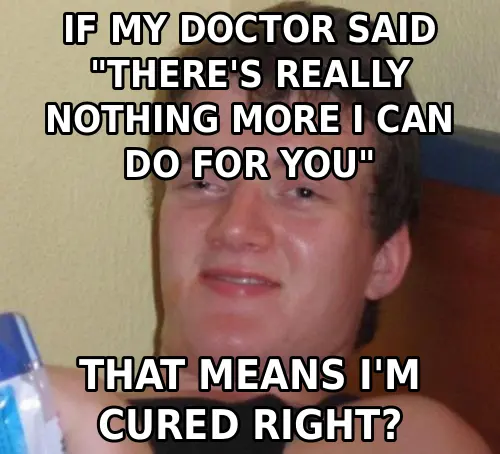 IF MY DOCTOR SAID
"THERE'S REALLY
NOTHING MORE I CAN
DO FOR YOU"
THAT MEANS I'M
CURED RIGHT?